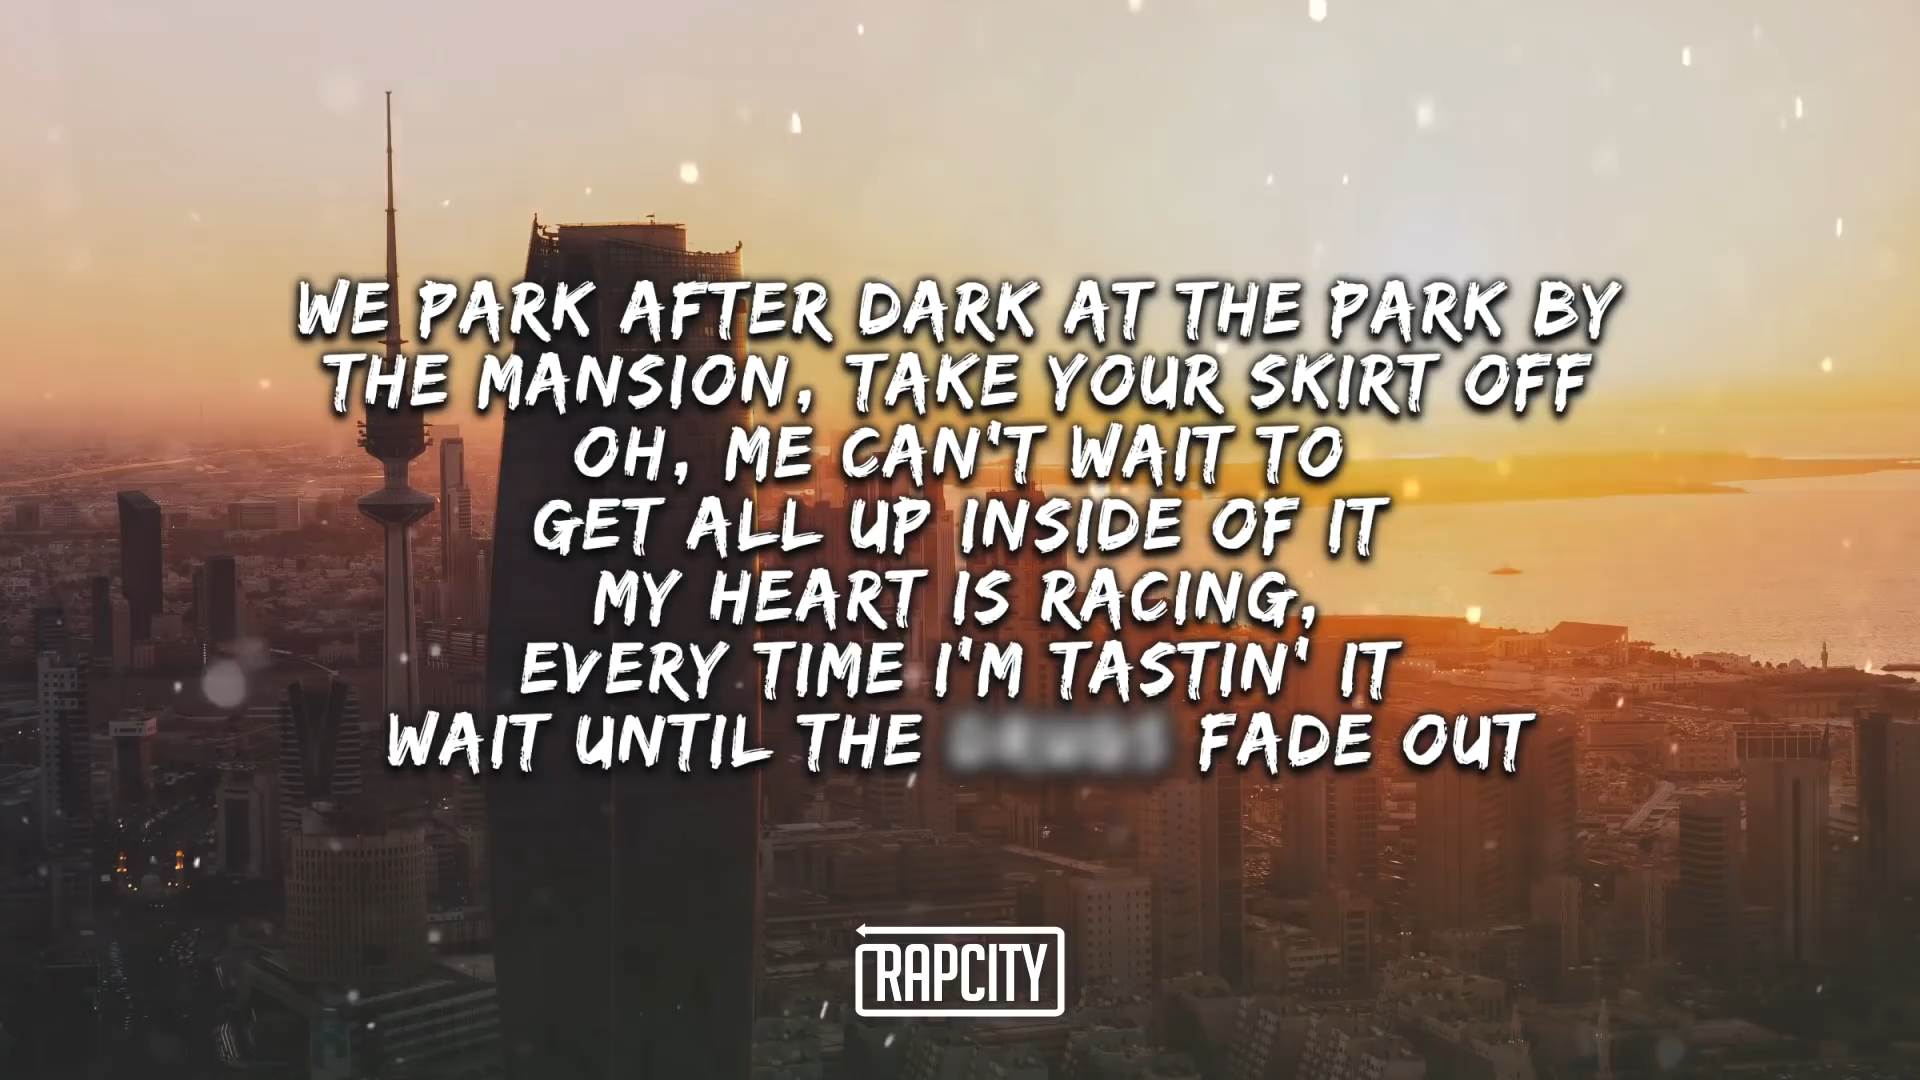 WE PARK AFTER DARK AT THE PARK BY
THE MANSION, TAKE YOUR SKIRT OFF
OH, ME CAN'T WAIT TO
GET ALL UP INSIDE OF IT
MY HEART IS RACING,
EVERY TIME I'M TASTIN' IT
WAIT UNTIL THE FADE OUT
RAPCITY